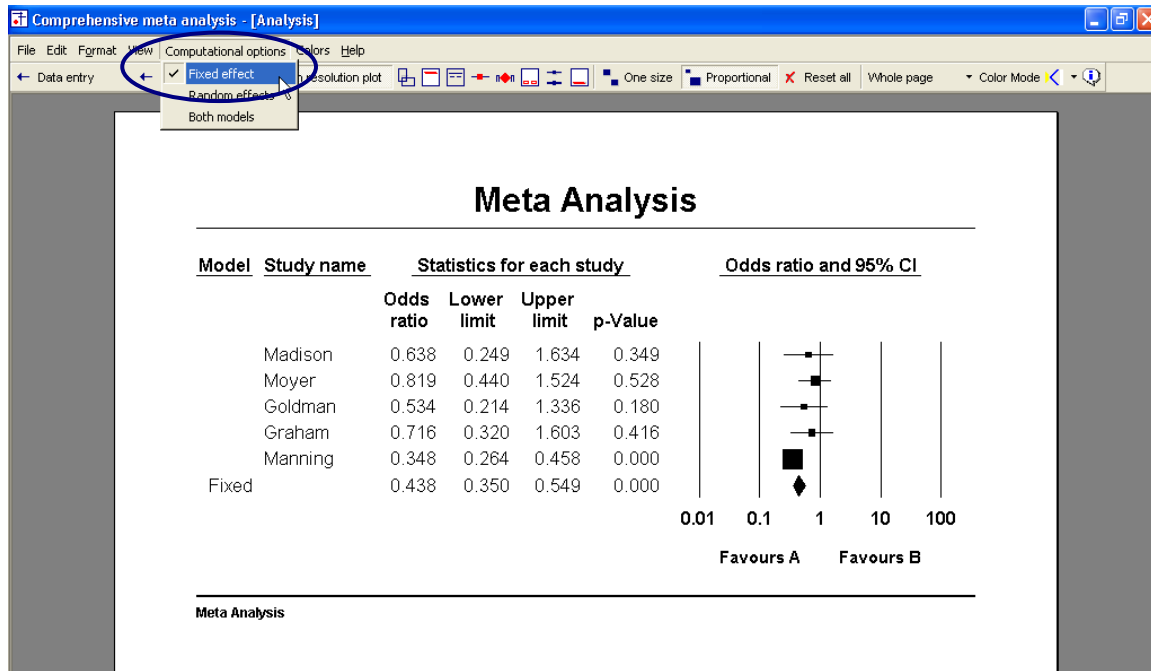 Comprehensive meta analysis - [Analysis]
File Edit Format View Computational options Colors Help
← Data entry Fixed effect resolution plot One size Proportional Reset all Whole page Color Mode
Random effects
Both models
Meta Analysis
Model Study name Statistics for each study Odds ratio and 95% CI
Odds Lower Upper
ratio limit limit p-Value
Madison 0.638 0.249 1.634 0.349
Moyer 0.819 0.440 1.524 0.528
Goldman 0.534 0.214 1.336 0.180
Graham 0.716 0.320 1.603 0.416
Manning 0.348 0.264 0.458 0.000
Fixed 0.438 0.350 0.549 0.000
0.01 0.1 1 10 100
Favours A Favours B
Meta Analysis